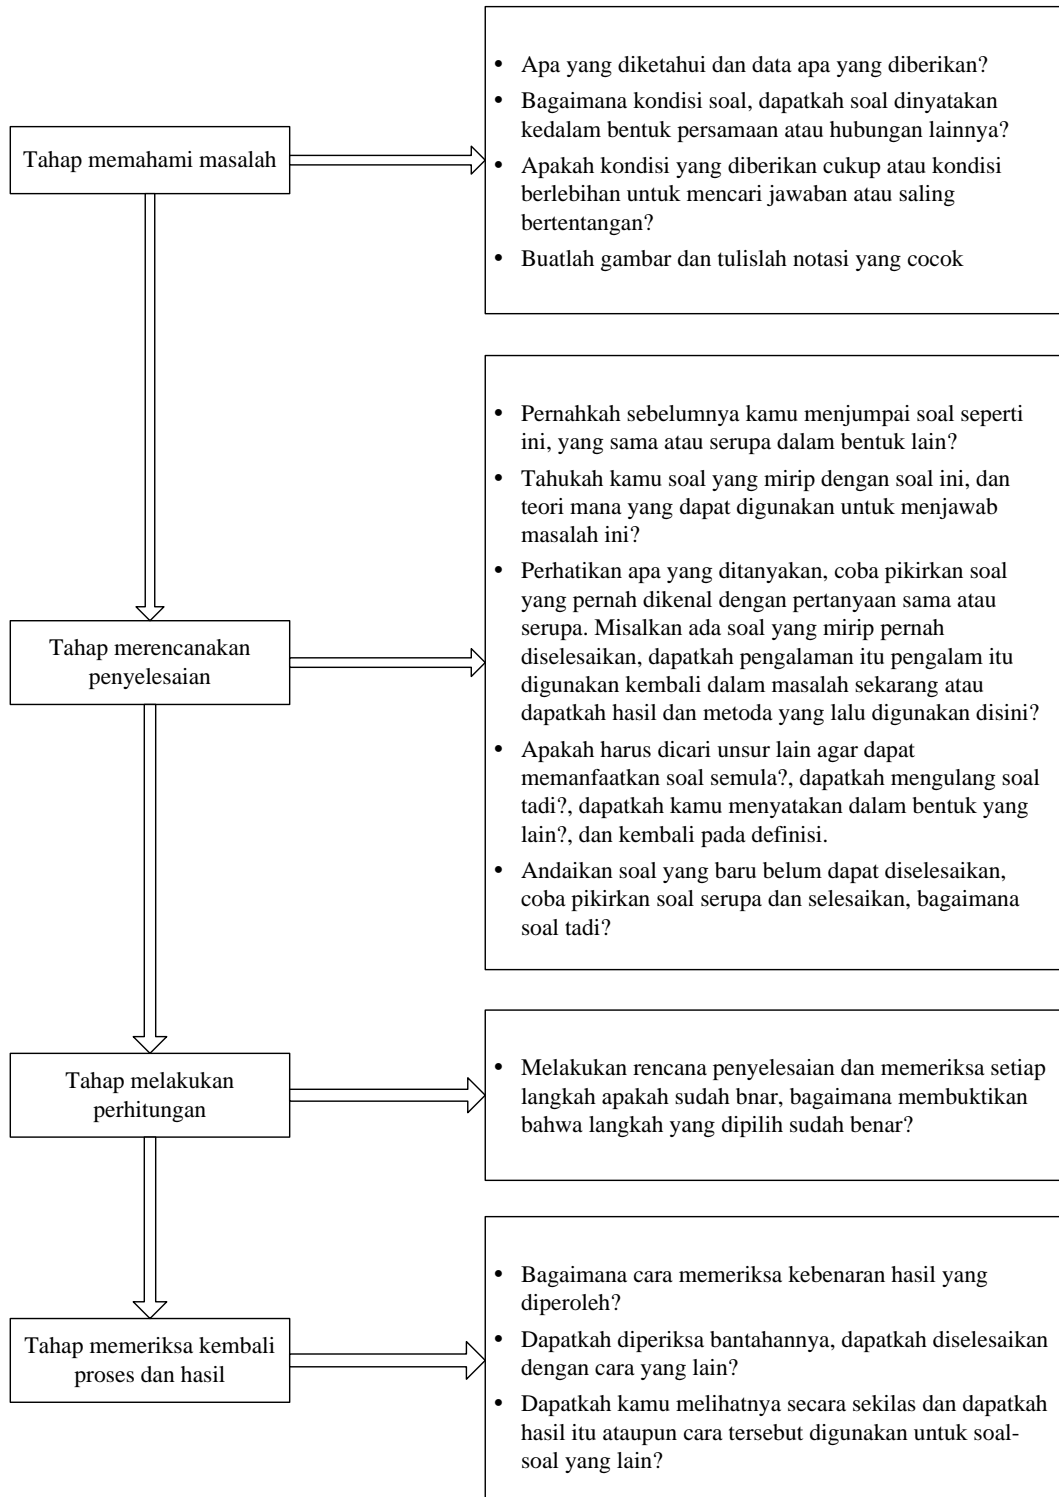 Tahap memahami masalah
• Apa yang diketahui dan data apa yang diberikan?
• Bagaimana kondisi soal, dapatkah soal dinyatakan
kedalam bentuk persamaan atau hubungan lainnya?
• Apakah kondisi yang diberikan cukup atau kondisi
berlebihan untuk mencari jawaban atau saling
bertentangan?
• Buatlah gambar dan tulislah notasi yang cocok
Tahap merencanakan
penyelesaian
• Pernahkah sebelumnya kamu menjumpai soal seperti
ini, yang sama atau serupa dalam bentuk lain?
• Tahukah kamu soal yang mirip dengan soal ini, dan
teori mana yang dapat digunakan untuk menjawab
masalah ini?
• Perhatikan apa yang ditanyakan, coba pikirkan soal
yang pernah dikenal dengan pertanyaan sama atau
serupa. Misalkan ada soal yang mirip pernah
diselesaikan, dapatkah pengalaman itu pengalam itu
digunakan kembali dalam masalah sekarang atau
dapatkah hasil dan metoda yang lalu digunakan disini?
• Apakah harus dicari unsur lain agar dapat
memanfaatkan soal semula?, dapatkah mengulang soal
tadi?, dapatkah kamu menyatakan dalam bentuk yang
lain?, dan kembali pada definisi.
• Andaikan soal yang baru belum dapat diselesaikan,
coba pikirkan soal serupa dan selesaikan, bagaimana
soal tadi?
Tahap melakukan
perhitungan
• Melakukan rencana penyelesaian dan memeriksa setiap
langkah apakah sudah bnar, bagaimana membuktikan
bahwa langkah yang dipilih sudah benar?
Tahap memeriksa kembali
proses dan hasil
• Bagaimana cara memeriksa kebenaran hasil yang
diperoleh?
• Dapatkah diperiksa bantahannya, dapatkah diselesaikan
dengan cara yang lain?
• Dapatkah kamu melihatnya secara sekilas dan dapatkah
hasil itu ataupun cara tersebut digunakan untuk soal-
soal yang lain?